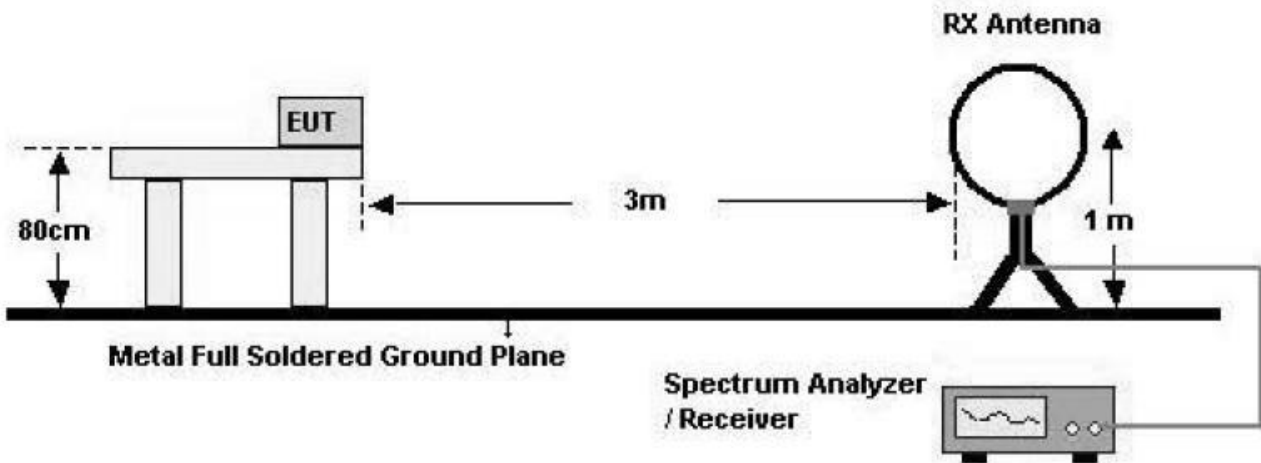 RX Antenna
EUT
80cm
3m
1 m
Metal Full Soldered Ground Plane
Spectrum Analyzer
/ Receiver